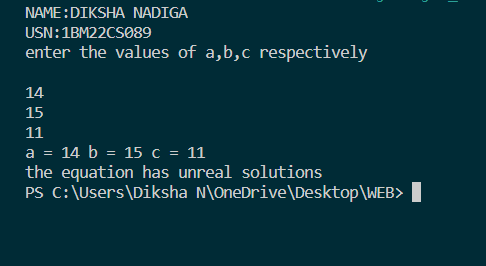 NAME:DIKSHA NADIGA
USN:1BM22CS089
enter the values of a,b,c respectively
14
15
11
a = 14 b = 15 c = 11
the equation has unreal solutions
PS C:\Users\Diksha N\OneDrive\Desktop\WEB>